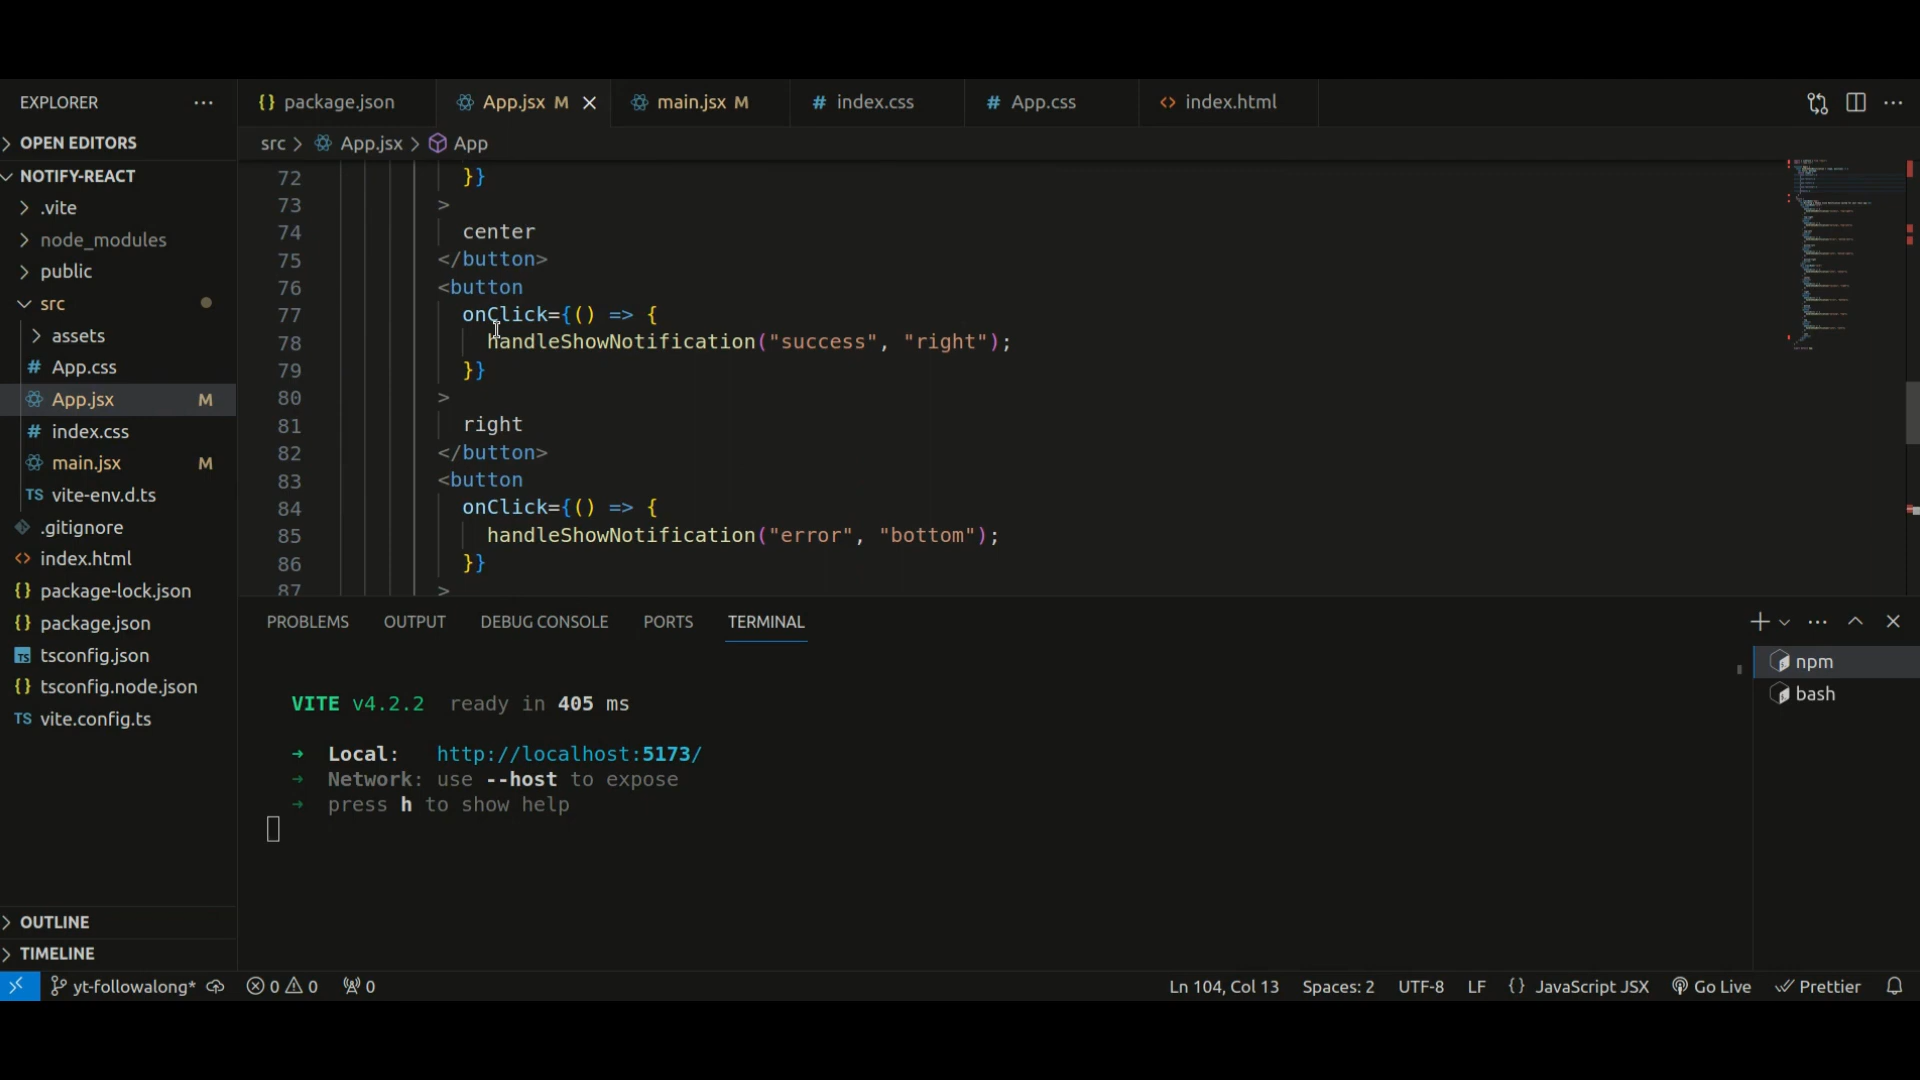 EXPLORER ...
OPEN EDITORS
NOTIFY-REACT
.vite
node_modules
public
src
assets
# App.css
App.jsx M
# index.css
main.jsx M
TS vite-env.d.ts
.gitignore
<> index.html
{} package-lock.json
{} package.json
TS tsconfig.json
{} tsconfig.node.json
TS vite.config.ts
OUTLINE
TIMELINE
{} package.json App.jsx M × main.jsx M # index.css # App.css <> index.html ...
src > App.jsx > App
72 }}
73 >
74 center
75 </button>
76 <button
77 onClick={() => {
78 handleShowNotification("success", "right");
79 }}
80 >
81 right
82 </button>
83 <button
84 onClick={() => {
85 handleShowNotification("error", "bottom");
86 }}
87 >
PROBLEMS OUTPUT DEBUG CONSOLE PORTS TERMINAL
VITE v4.2.2 ready in 405 ms
➜ Local: http://localhost:5173/
➜ Network: use --host to expose
➜ press h to show help
npm
bash
yt-followalong* 0 0 0 Ln 104, Col 13 Spaces: 2 UTF-8 LF {} JavaScript JSX Go Live Prettier